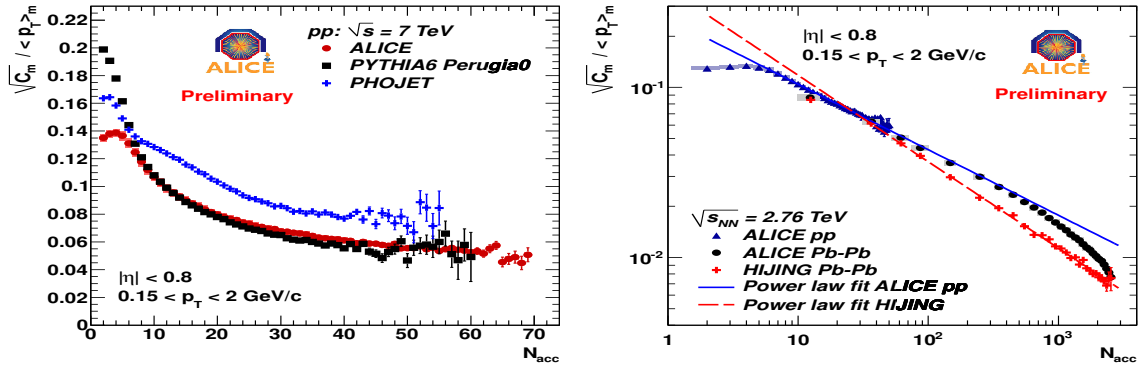 √C_m / < p_T >_m
0.22
0.2
0.18
0.16
0.14
0.12
0.1
0.08
0.06
0.04
0.02
0
pp: √s = 7 TeV
ALICE
PYTHIA6 Perugia0
PHOJET
ALICE
Preliminary
|η| < 0.8
0.15 < p_T < 2 GeV/c
0 10 20 30 40 50 60 70
N_acc
√C_m / < p_T >_m
10⁻¹
10⁻²
|η| < 0.8
0.15 < p_T < 2 GeV/c
ALICE
Preliminary
√s_NN = 2.76 TeV
ALICE pp
ALICE Pb-Pb
HIJING Pb-Pb
Power law fit ALICE pp
Power law fit HIJING
1 10 10² 10³
N_acc